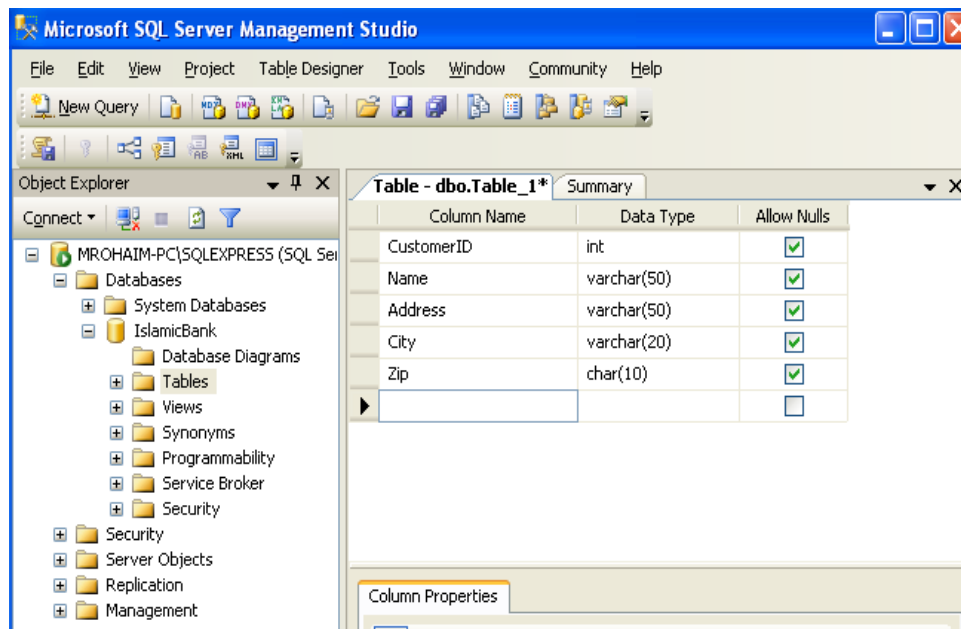 Microsoft SQL Server Management Studio
File Edit View Project Table Designer Tools Window Community Help
New Query
Object Explorer
Connect
MROHAIM-PC\SQLEXPRESS (SQL Ser
Databases
System Databases
IslamicBank
Database Diagrams
Tables
Views
Synonyms
Programmability
Service Broker
Security
Security
Server Objects
Replication
Management
Table - dbo.Table_1* Summary
Column Name Data Type Allow Nulls
CustomerID int
Name varchar(50)
Address varchar(50)
City varchar(20)
Zip char(10)
Column Properties